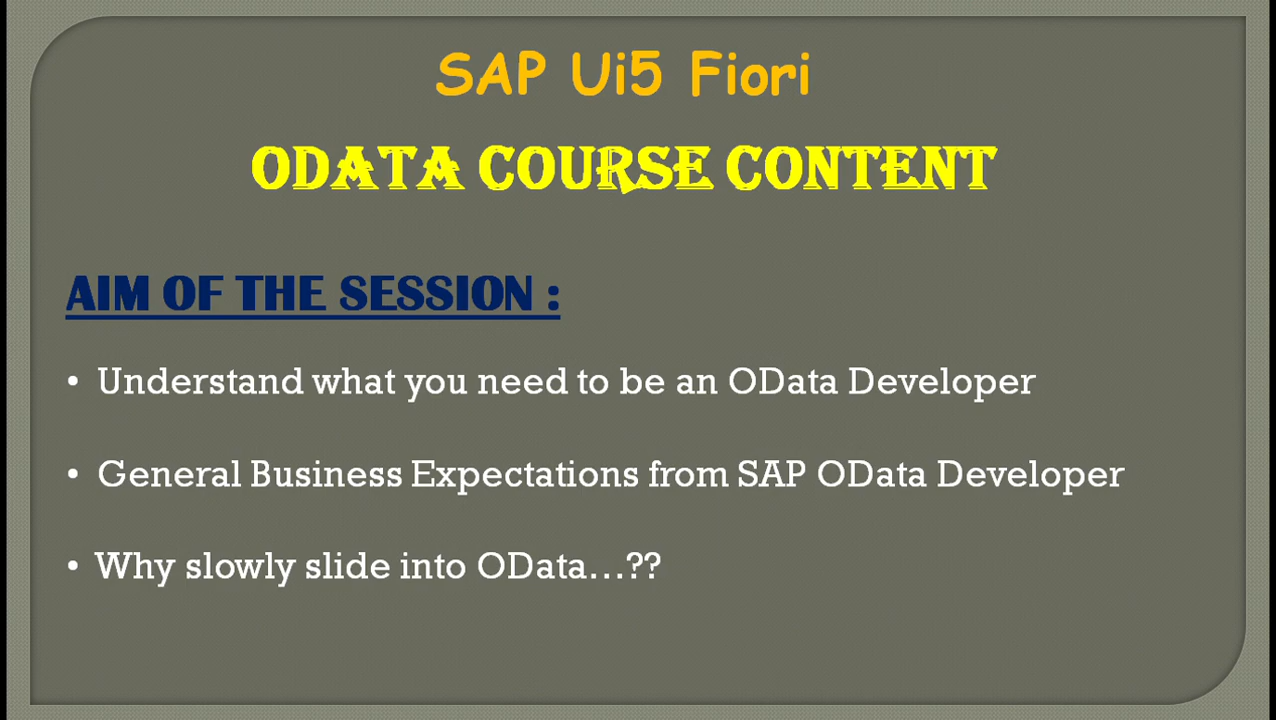 SAP Ui5 Fiori
ODATA COURSE CONTENT
AIM OF THE SESSION :
• Understand what you need to be an OData Developer
• General Business Expectations from SAP OData Developer
• Why slowly slide into OData...??